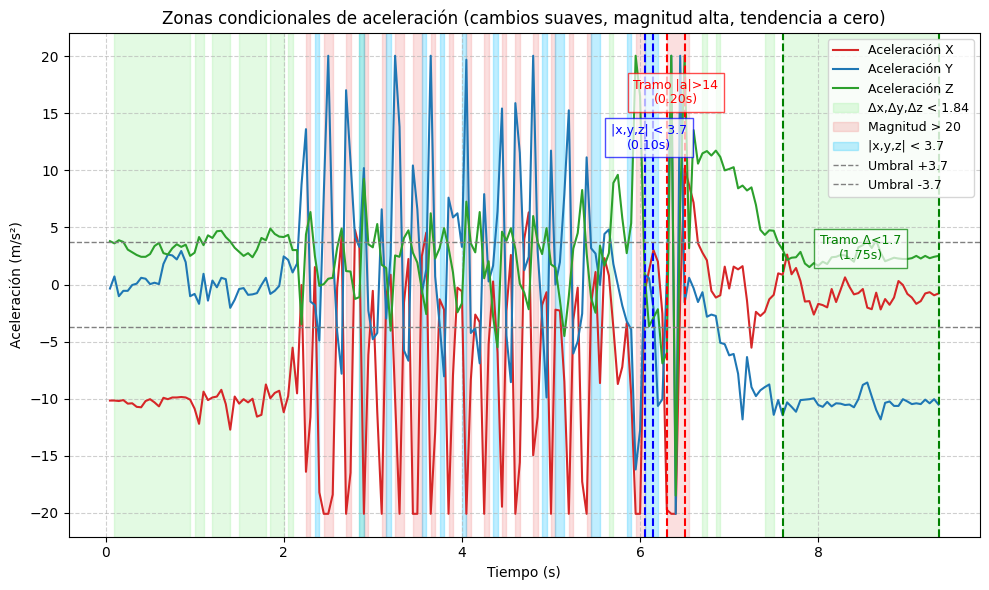 Zonas condicionales de aceleración (cambios suaves, magnitud alta, tendencia a cero)
Aceleración (m/s²)
20
15
10
5
0
−5
−10
−15
−20
Tramo |a|>14
(0.20s)
|x,y,z| < 3.7
(0.10s)
Tramo Δ<1.7
(1.75s)
Aceleración X
Aceleración Y
Aceleración Z
Δx,Δy,Δz < 1.84
Magnitud > 20
|x,y,z| < 3.7
Umbral +3.7
Umbral -3.7
0
2
4
6
8
Tiempo (s)